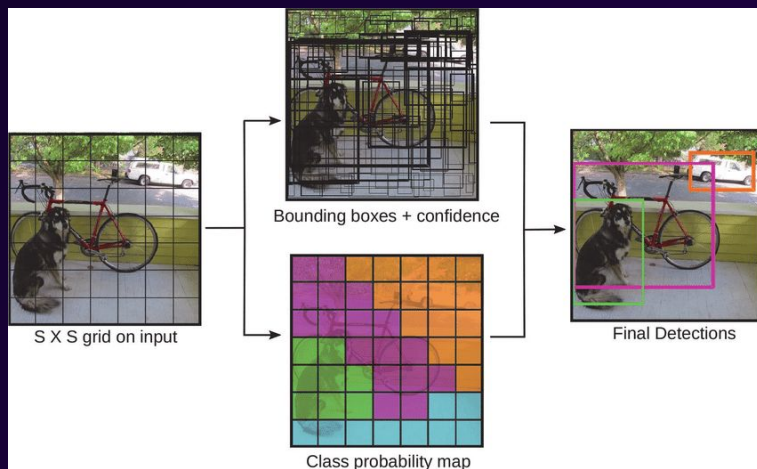 S X S grid on input
Bounding boxes + confidence
Class probability map
Final Detections